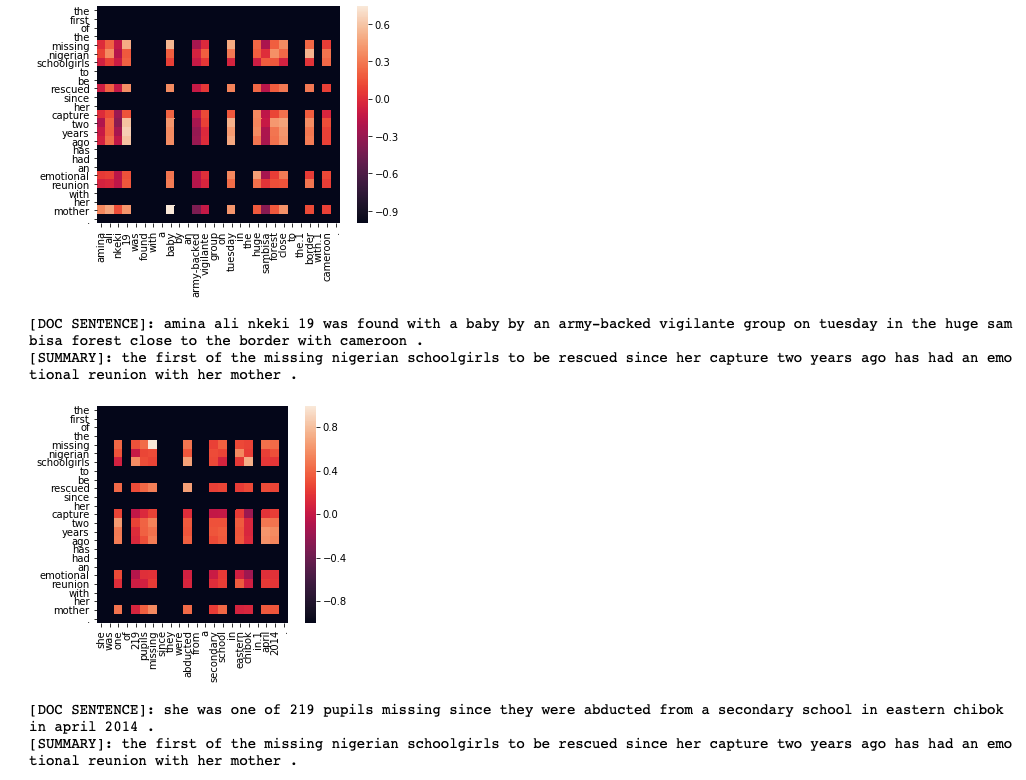 the
first
of
the
missing
nigerian
schoolgirls
to
be
rescued
since
her
capture
two
years
ago
has
had
an
emotional
reunion
with
her
mother
.
0.6
0.3
0.0
−0.3
−0.6
−0.9
amina
ali
nkeki
19
was
found
with
a
baby
by
an
army-backed
vigilante
group
on
tuesday
in
the
huge
sambisa
forest
close
to
the.1
border
with.1
cameroon
.
[DOC SENTENCE]: amina ali nkeki 19 was found with a baby by an army-backed vigilante group on tuesday in the huge sam
bisa forest close to the border with cameroon .
[SUMMARY]: the first of the missing nigerian schoolgirls to be rescued since her capture two years ago has had an emo
tional reunion with her mother .
the
first
of
the
missing
nigerian
schoolgirls
to
be
rescued
since
her
capture
two
years
ago
has
had
an
emotional
reunion
with
her
mother
.
0.8
0.4
0.0
−0.4
−0.8
she
was
one
of
219
pupils
missing
since
they
were
abducted
from
a
secondary
school
in
eastern
chibok
in.1
april
2014
.
[DOC SENTENCE]: she was one of 219 pupils missing since they were abducted from a secondary school in eastern chibok
in april 2014 .
[SUMMARY]: the first of the missing nigerian schoolgirls to be rescued since her capture two years ago has had an emo
tional reunion with her mother .